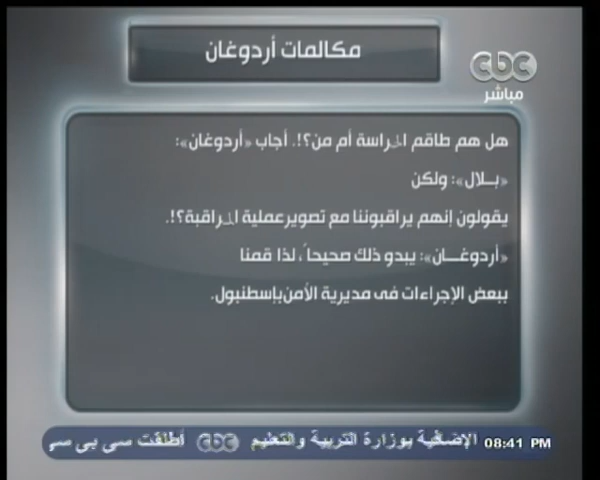 مكالمات أردوغان
cbc
مباشر
هل هم طاقم الحراسة أم من؟!. أجاب «أردوغان»:
«بــلال»: ولكن
يقولون إنهم يراقبوننا مع تصوير عملية المراقبة؟!.
«أردوغـــان»: يبدو ذلك صحيحاً، لذا قمنا
ببعض الإجراءات فى مديرية الأمن بإسطنبول.
الإضافية بوزارة التربية والتعليم cbc أطلقت سى بى سى
08:41 PM